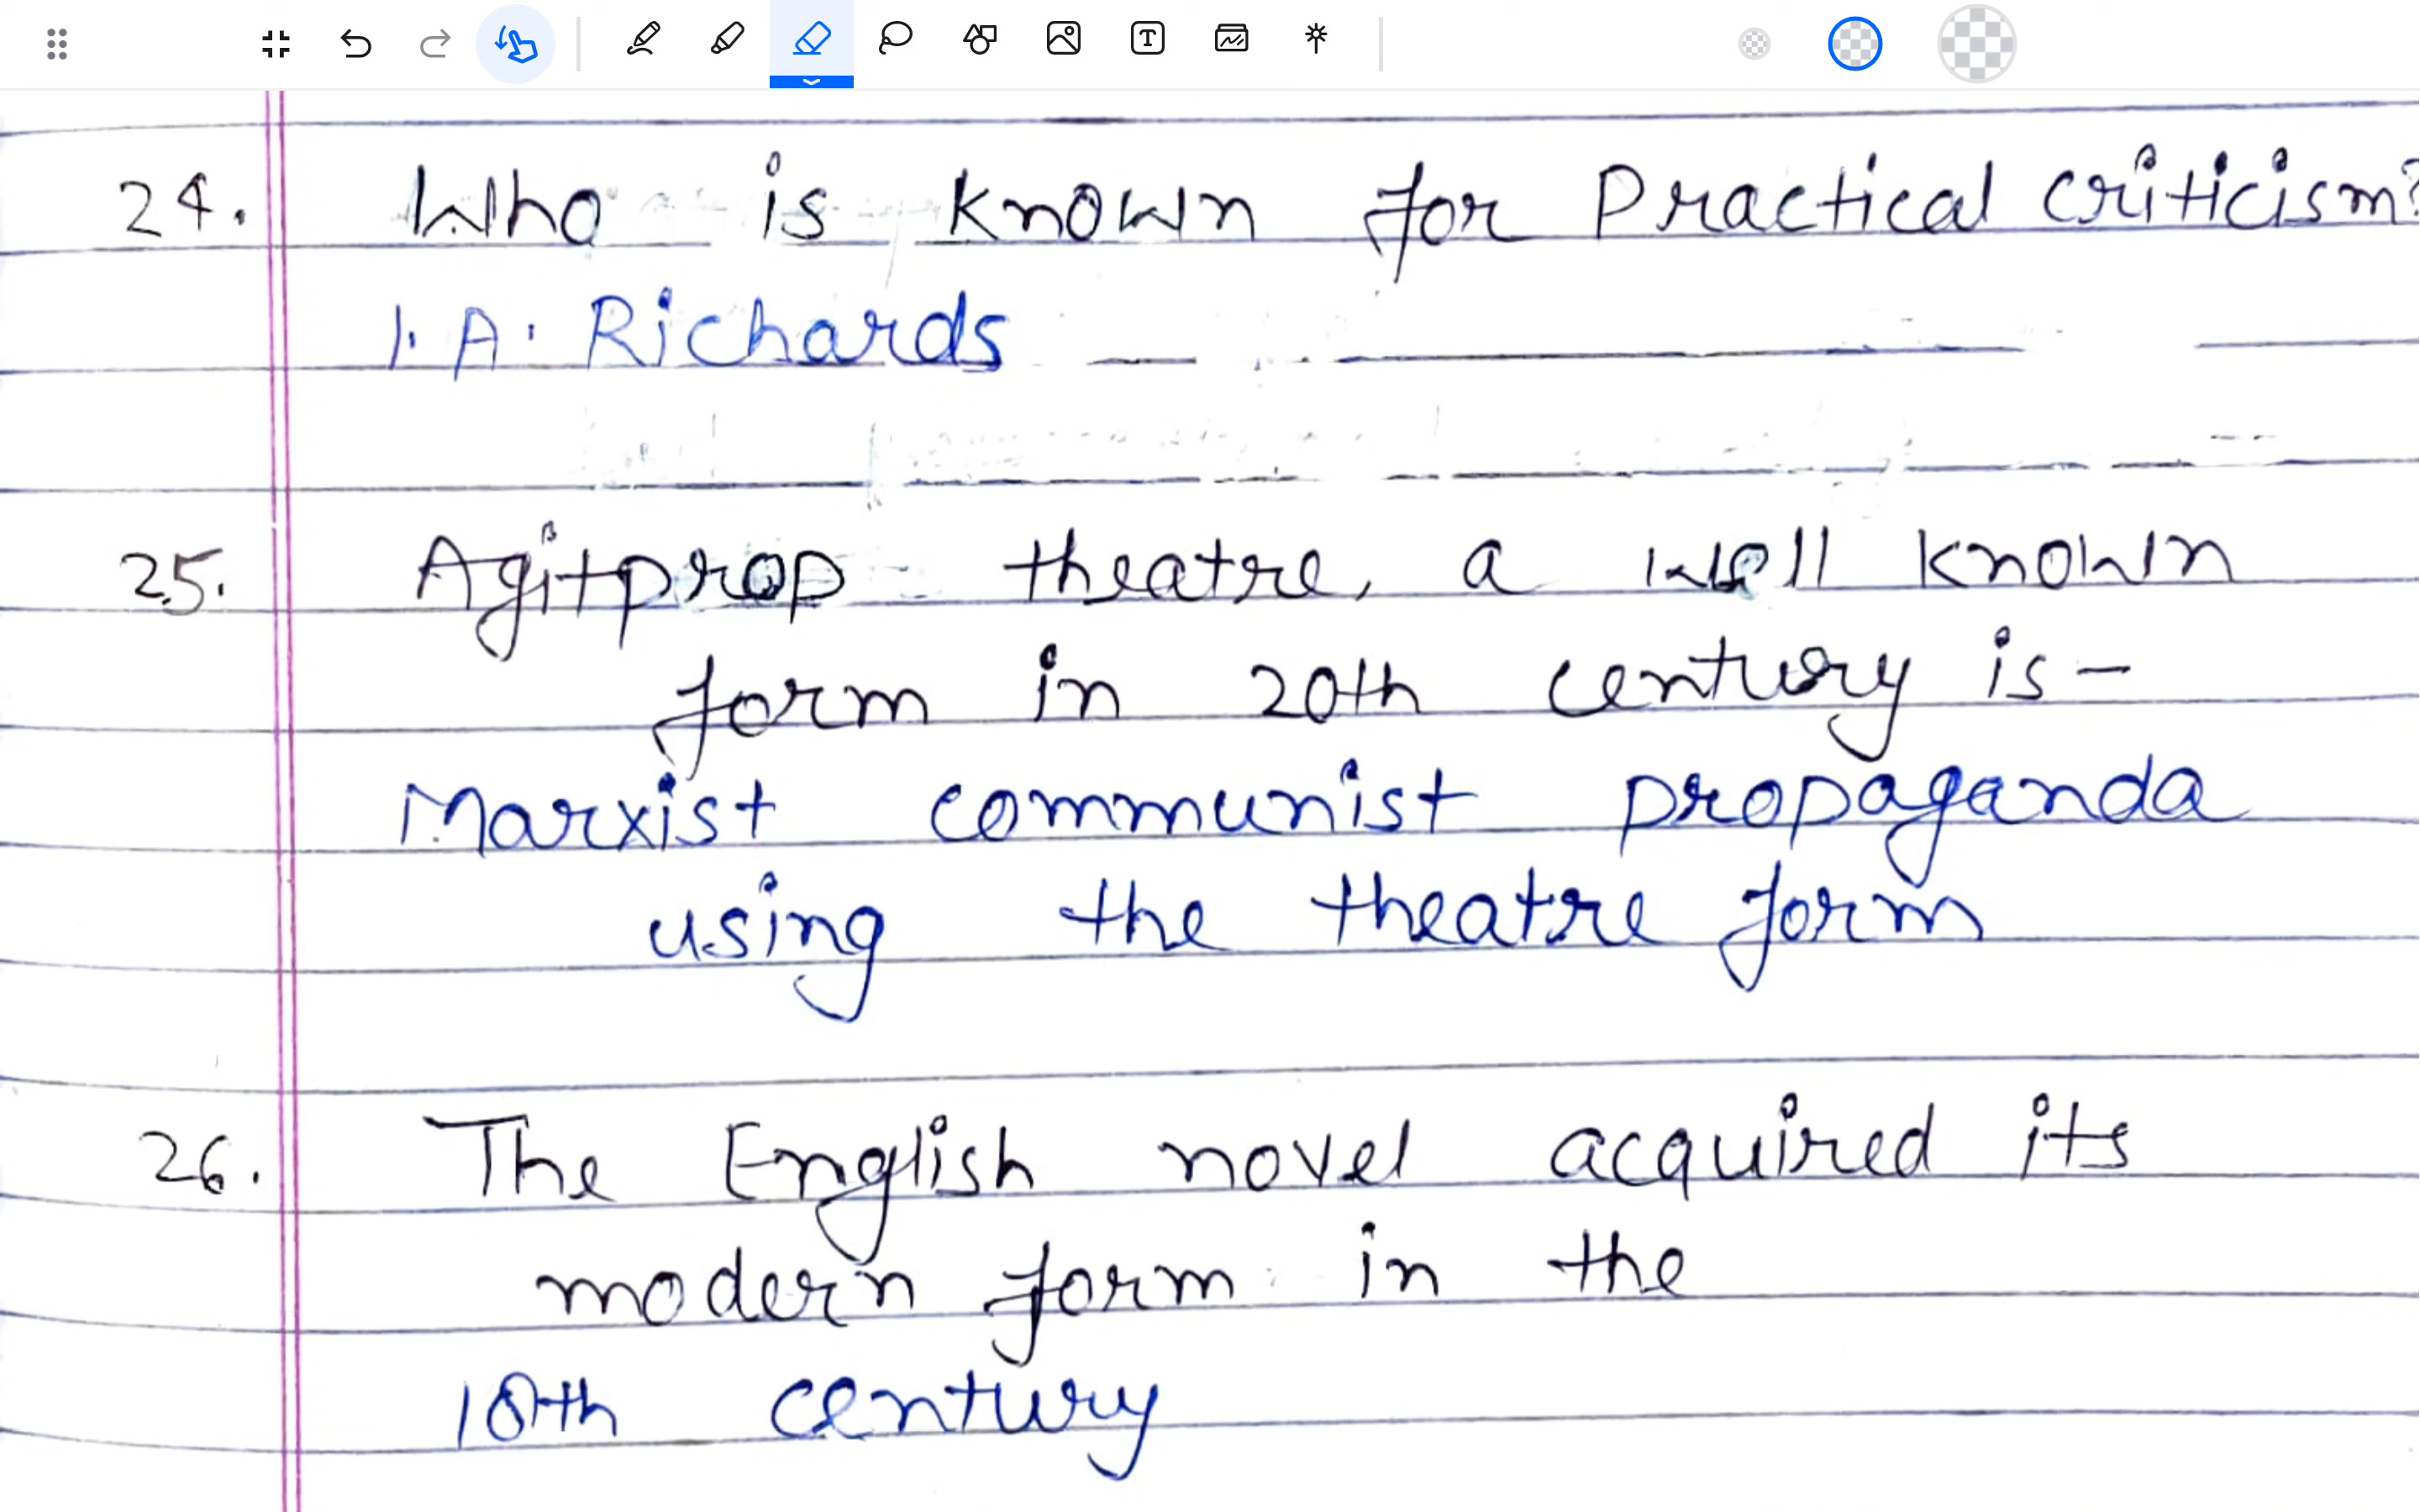 24. Who is known for Practical criticism?
I. A. Richards
25. Agitprop theatre, a well known
form in 20th century is-
Marxist communist propaganda
using the theatre form
26. The English novel acquired its
modern form in the
18th century